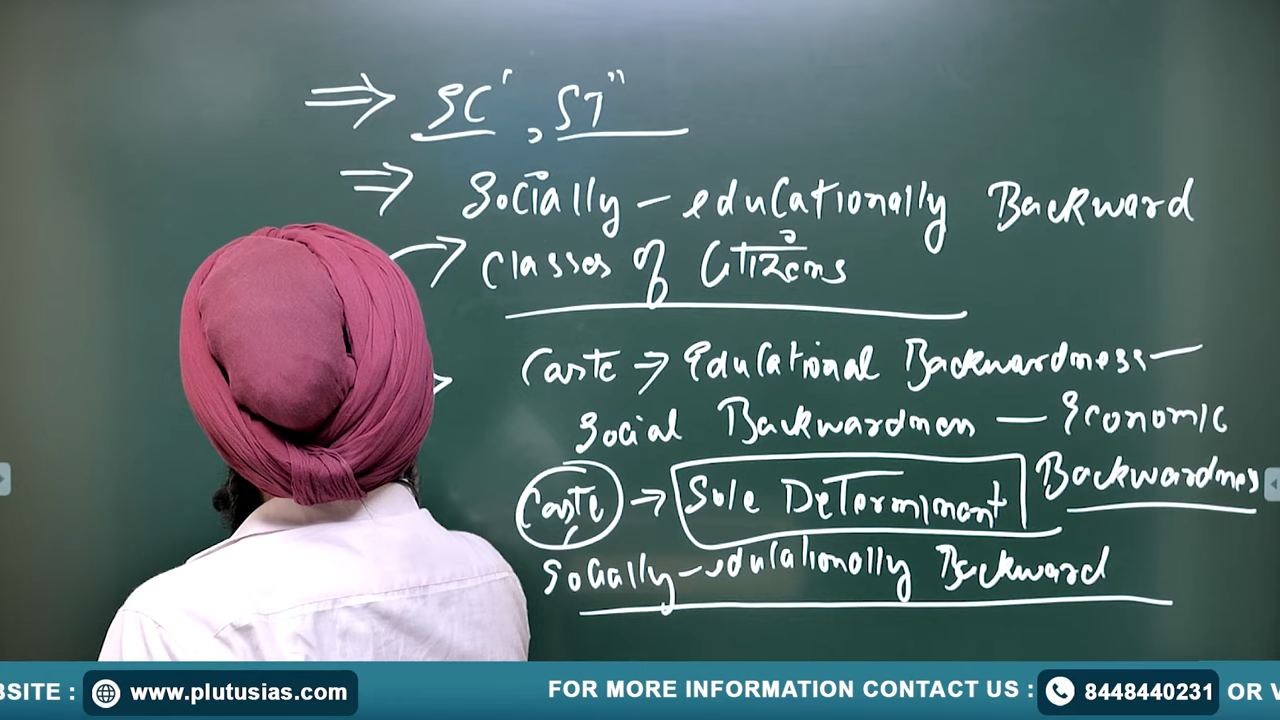 ⇒ SC', ST"
⇒ Socially - educationally Backward
→ Classes of Citizens
Caste → Educational Backwardness -
Social Backwardness - Economic
Backwardness
Caste → Sole Determinant
Socially - educationally Backward
BSITE : www.plutusias.com FOR MORE INFORMATION CONTACT US : 8448440231 OR V